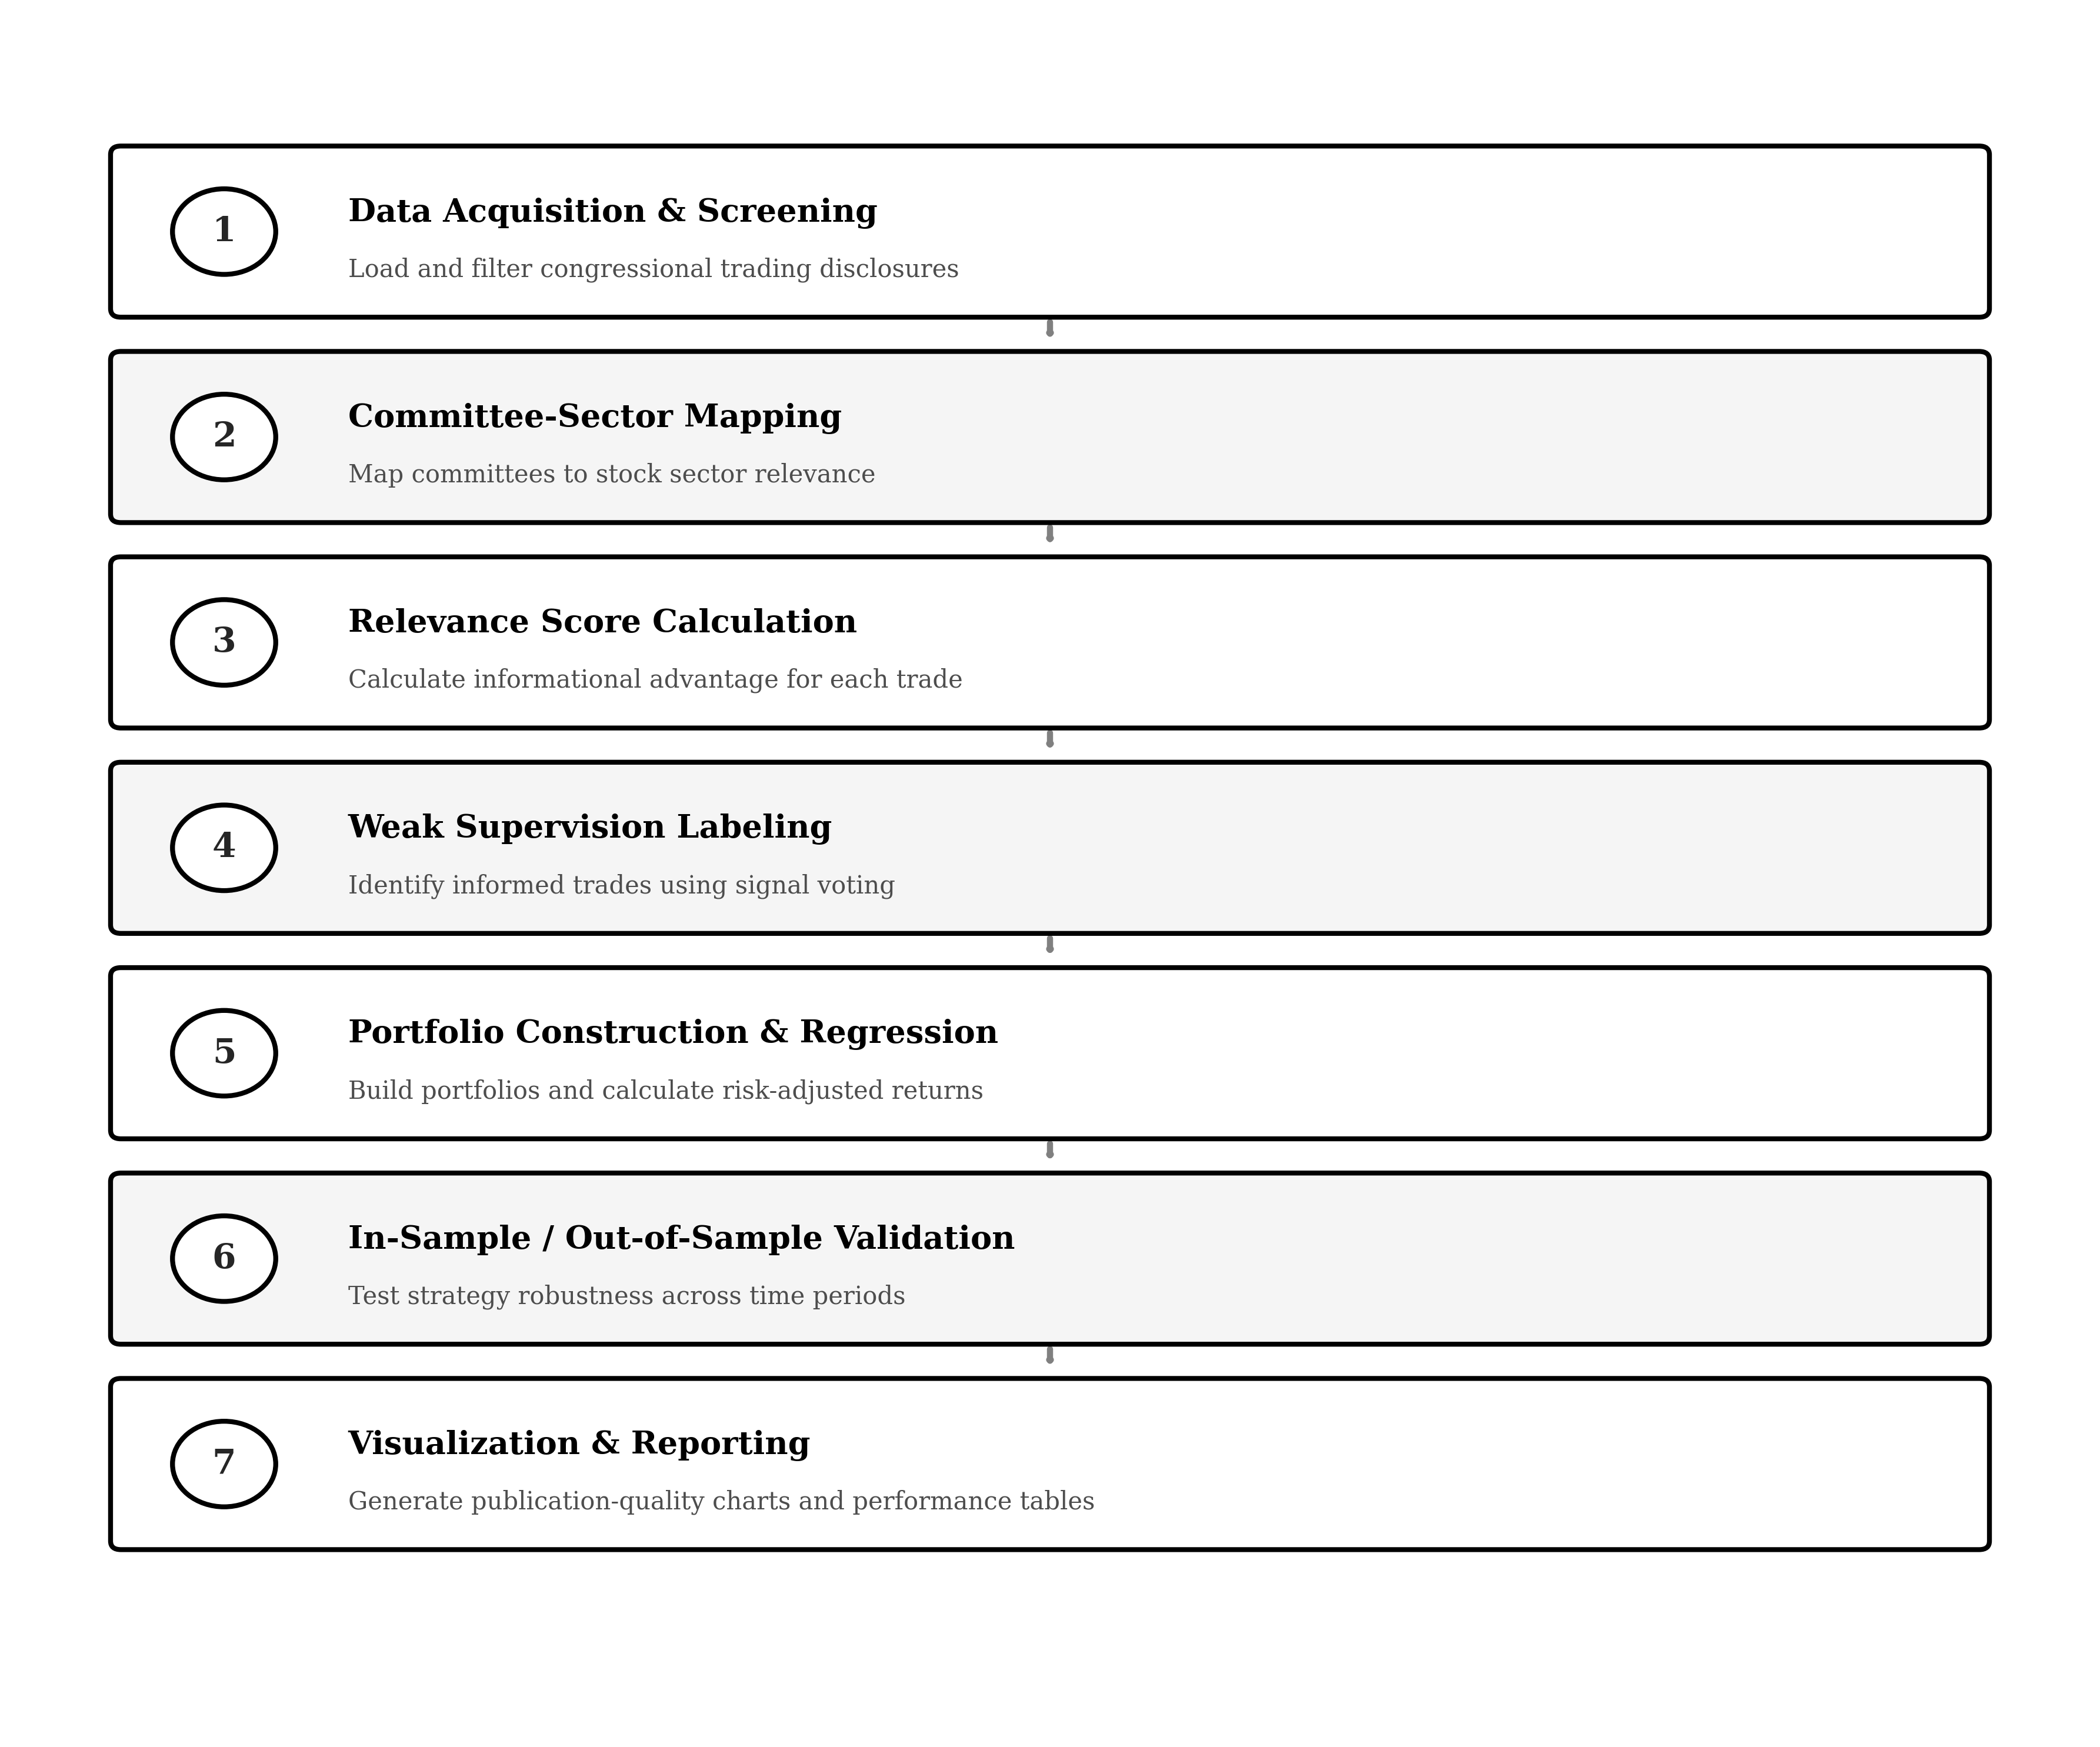 1
Data Acquisition & Screening
Load and filter congressional trading disclosures
2
Committee-Sector Mapping
Map committees to stock sector relevance
3
Relevance Score Calculation
Calculate informational advantage for each trade
4
Weak Supervision Labeling
Identify informed trades using signal voting
5
Portfolio Construction & Regression
Build portfolios and calculate risk-adjusted returns
6
In-Sample / Out-of-Sample Validation
Test strategy robustness across time periods
7
Visualization & Reporting
Generate publication-quality charts and performance tables